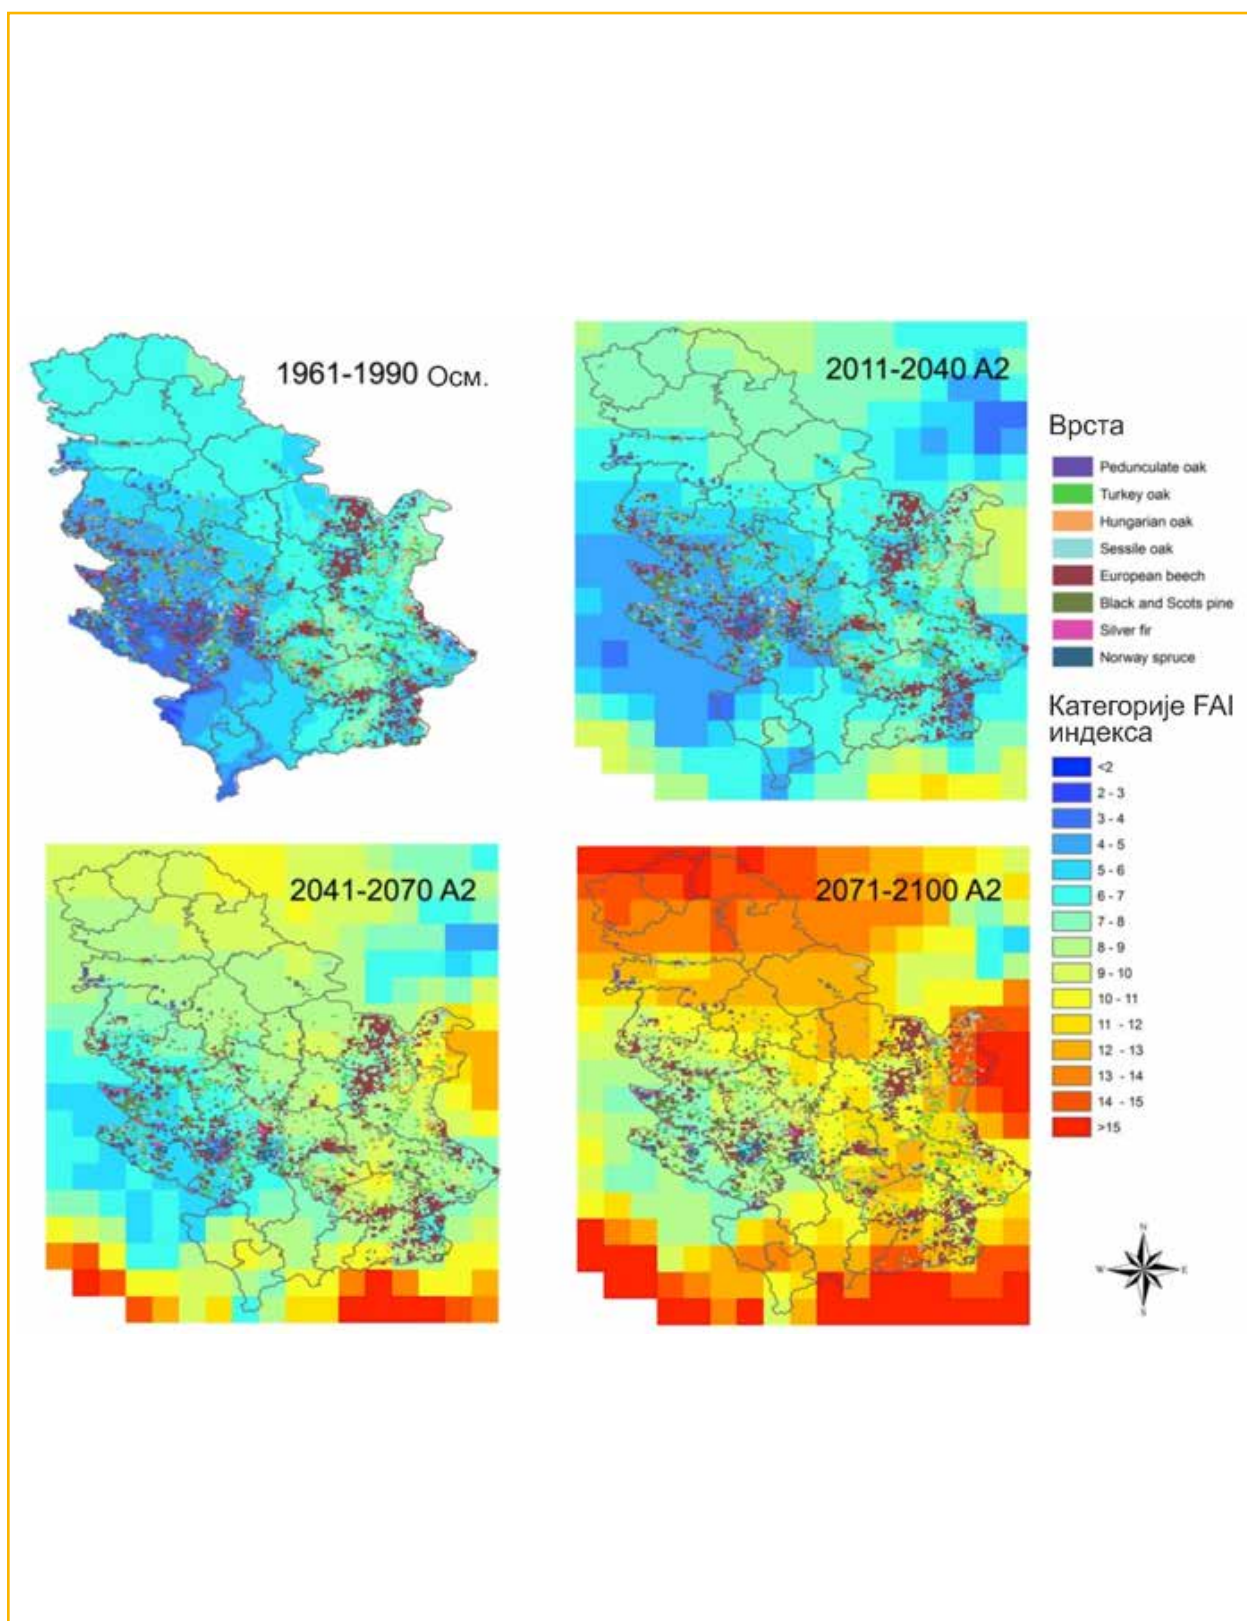 1961-1990 Осм.
2011-2040 A2
2041-2070 A2
2071-2100 A2
Врста
Pedunculate oak
Turkey oak
Hungarian oak
Sessile oak
European beech
Black and Scots pine
Silver fir
Norway spruce
Категорије FAI
индекса
<2
2 - 3
3 - 4
4 - 5
5 - 6
6 - 7
7 - 8
8 - 9
9 - 10
10 - 11
11 - 12
12 - 13
13 - 14
14 - 15
>15
N
W
E
S